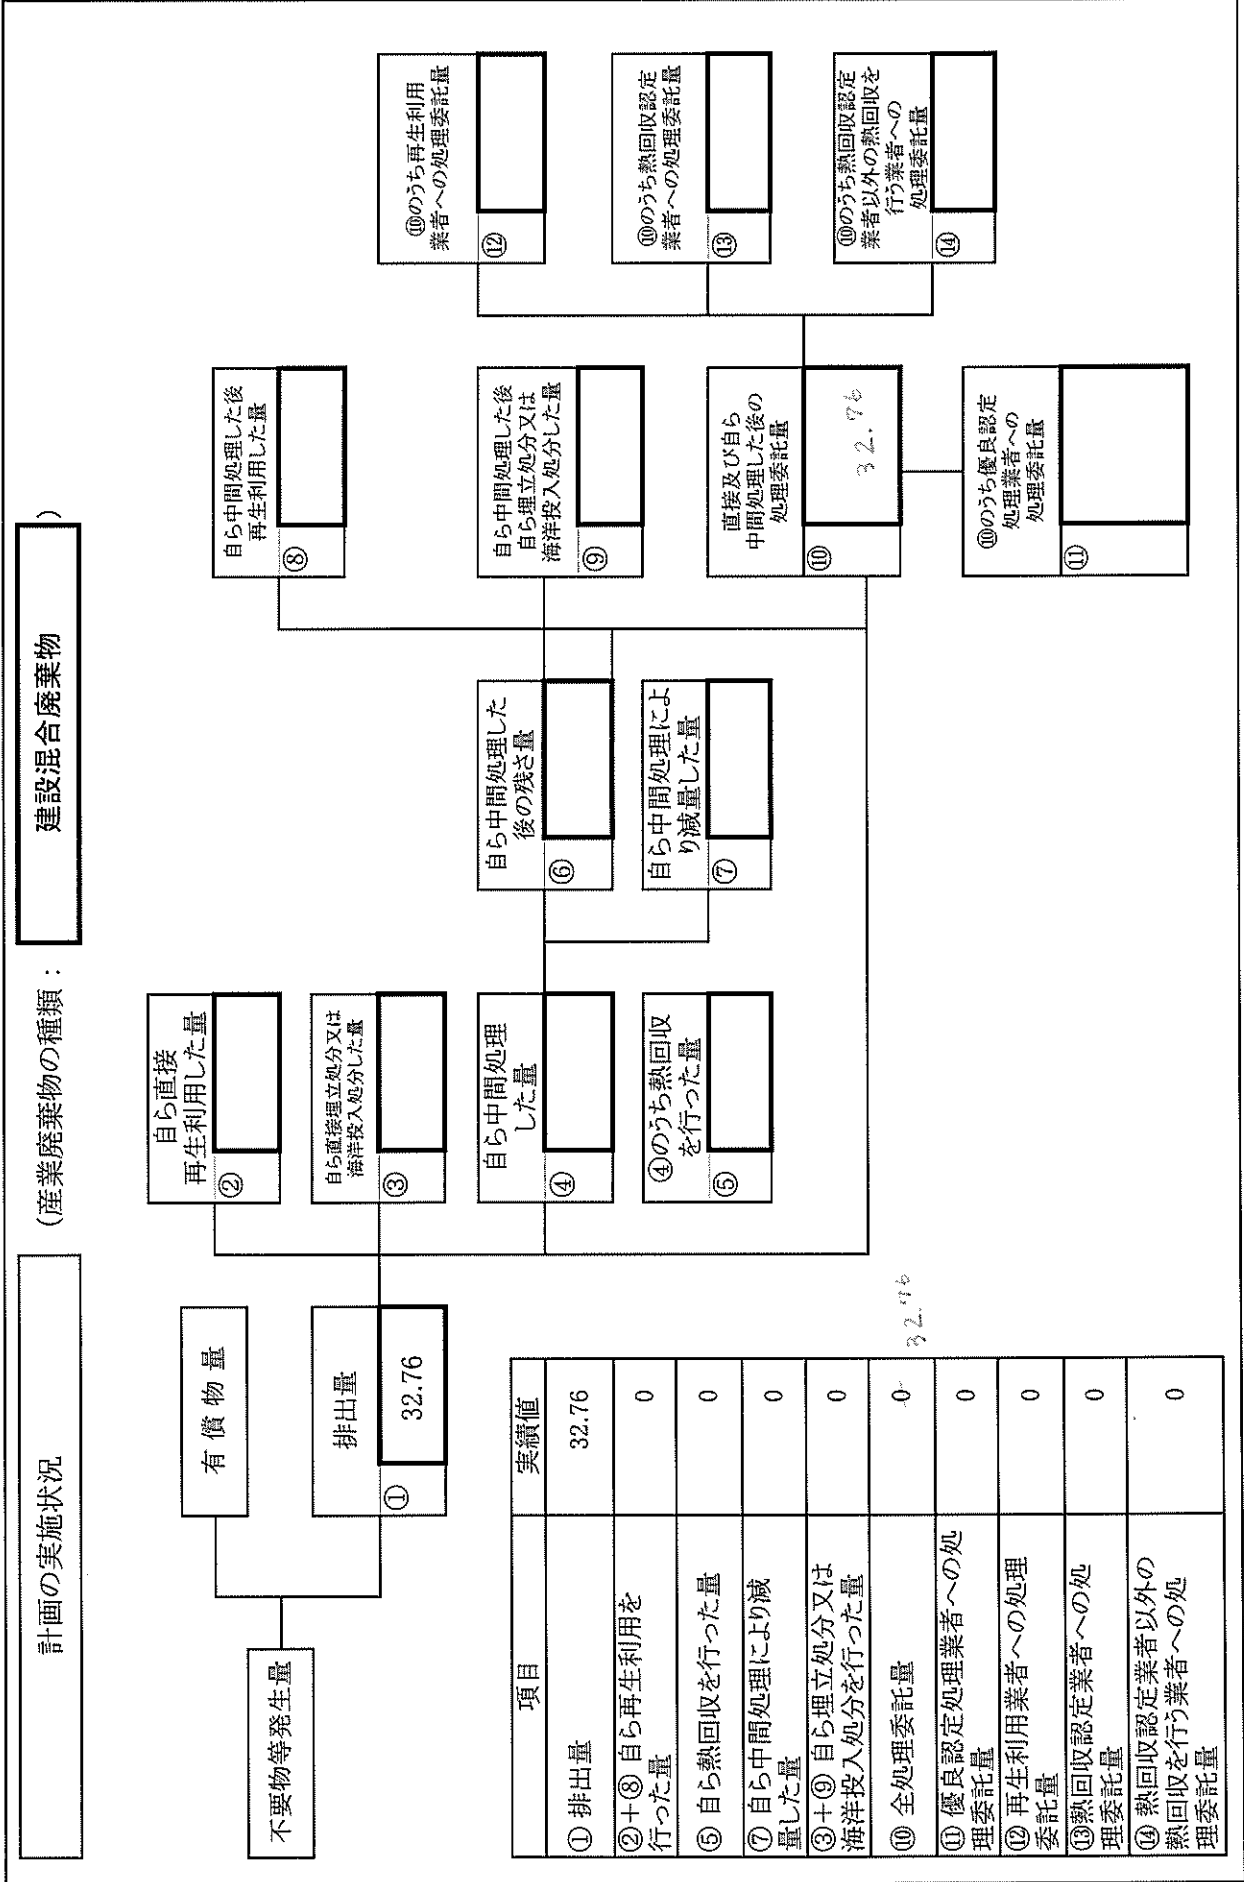 計画の実施状況
(産業廃棄物の種類：
建設混合廃棄物
)
不要物等発生量
有償物量
排出量
①
32.76
自ら直接
再生利用した量
②
自ら直接埋立処分又は
海洋投入処分した量
③
自ら中間処理
した量
④
④のうち熱回収
を行った量
⑤
自ら中間処理した
後の残さ量
⑥
自ら中間処理によ
り減量した量
⑦
自ら中間処理した後
再生利用した量
⑧
自ら中間処理した後
自ら埋立処分又は
海洋投入処分した量
⑨
直接及び自ら
中間処理した後の
処理委託量
⑩
32.76
⑩のうち優良認定
処理業者への
処理委託量
⑪
⑩のうち再生利用
業者への処理委託量
⑫
⑩のうち熱回収認定
業者への処理委託量
⑬
⑩のうち熱回収認定
業者以外の熱回収を
行う業者への
処理委託量
⑭
項目 実績値
① 排出量 32.76
②＋⑧ 自ら再生利用を
行った量 0
⑤ 自ら熱回収を行った量 0
⑦ 自ら中間処理により減
量した量 0
③＋⑨ 自ら埋立処分又は
海洋投入処分を行った量 0
⑩ 全処理委託量 0 32.76
⑪ 優良認定処理業者への処
理委託量 0
⑫ 再生利用業者への処理
委託量 0
⑬熱回収認定業者への処
理委託量 0
⑭ 熱回収認定業者以外の
熱回収を行う業者への処
理委託量 0